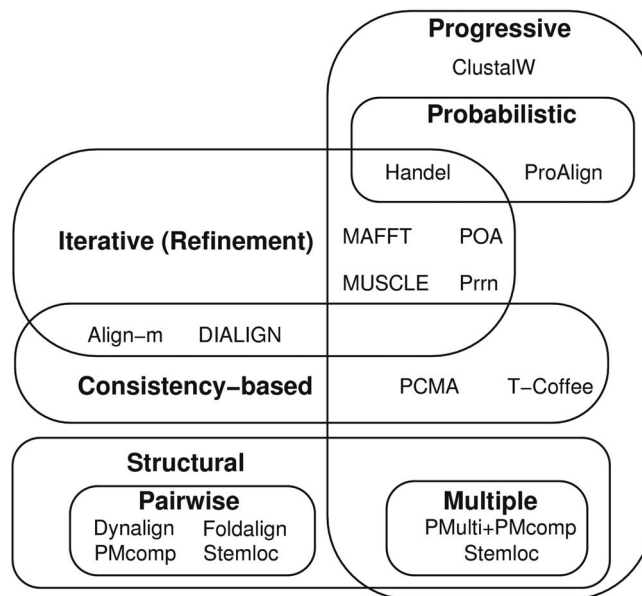 Progressive
ClustalW
Probabilistic
Handel ProAlign
Iterative (Refinement) MAFFT POA
MUSCLE Prrn
Align−m DIALIGN
Consistency−based PCMA T−Coffee
Structural
Pairwise Multiple
Dynalign Foldalign PMulti+PMcomp
PMcomp Stemloc Stemloc